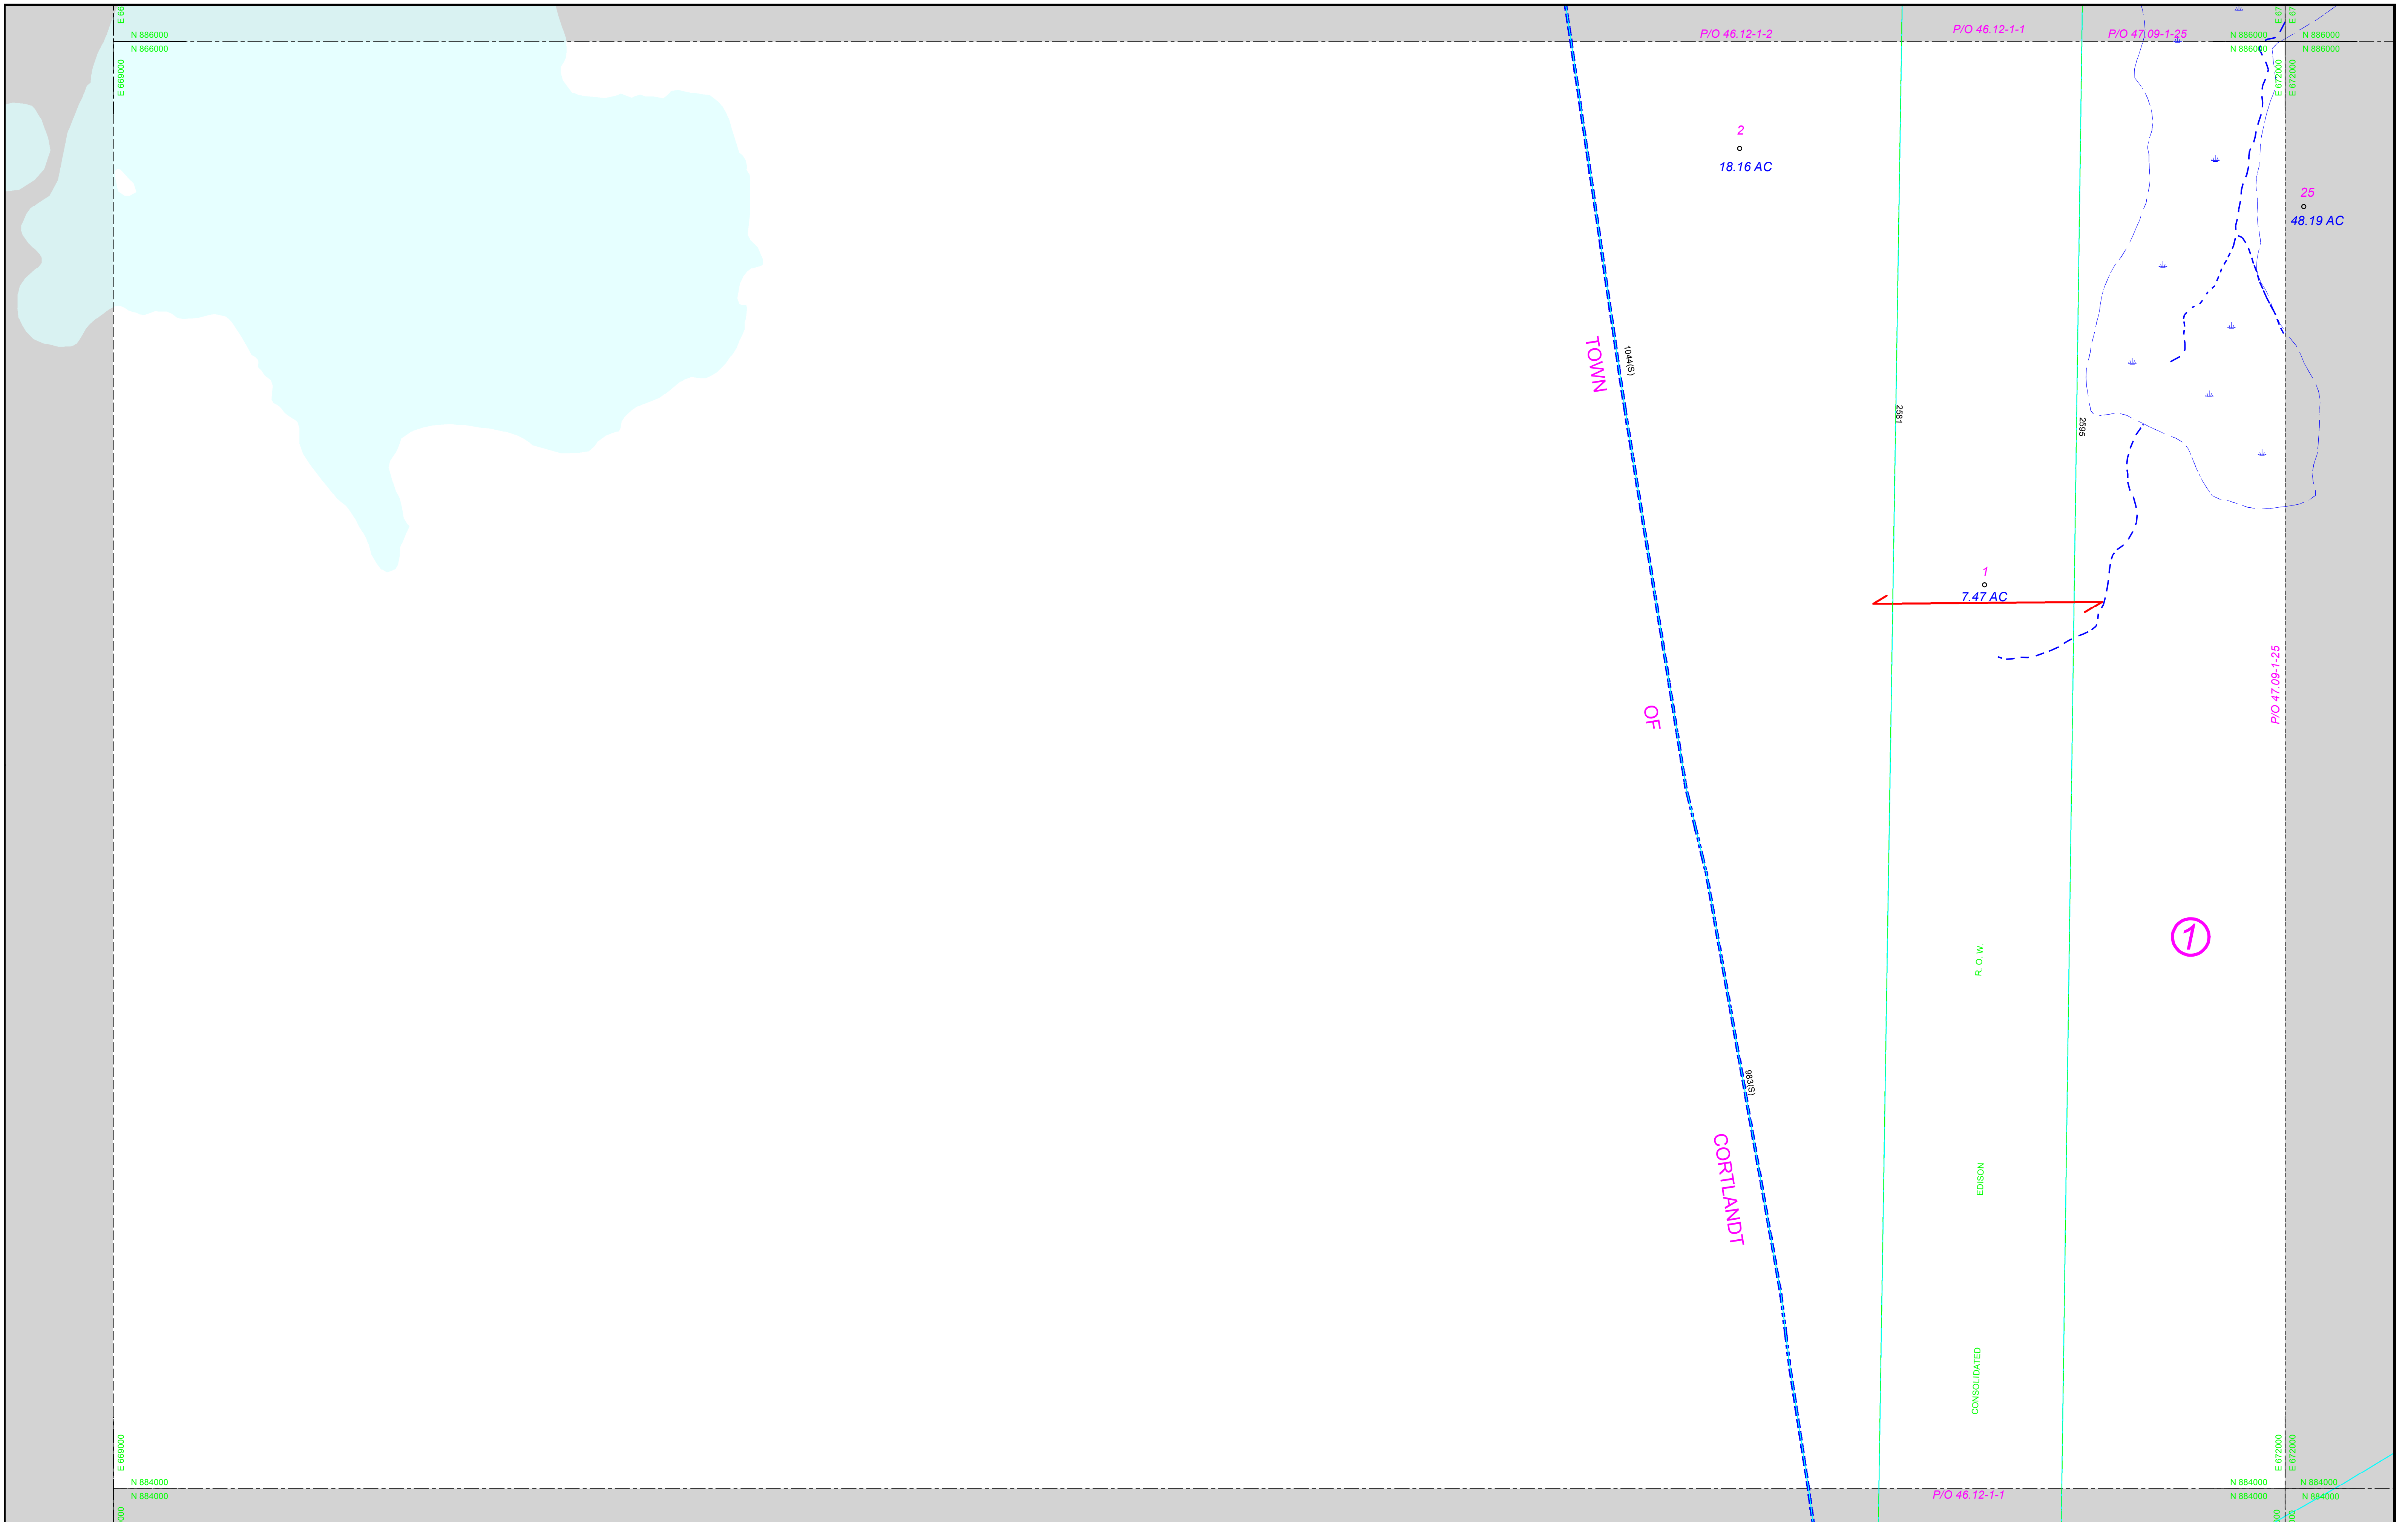 P/O 46.12-1-2
P/O 46.12-1-1
P/O 47.09-1-25
N 886000
N 886000
N 886000
N 886000
N 886000
N 886000
E 669000
E 672000
E 672000
2
18.16 AC
25
48.19 AC
TOWN
1044(S)
2581
2595
1
7.47 AC
P/O 47.09-1-25
OF
1
R. O. W.
983(S)
CORTLANDT
EDISON
CONSOLIDATED
E 669000
E 672000
E 672000
N 884000
N 884000
N 884000
P/O 46.12-1-1
N 884000
N 884000
N 884000